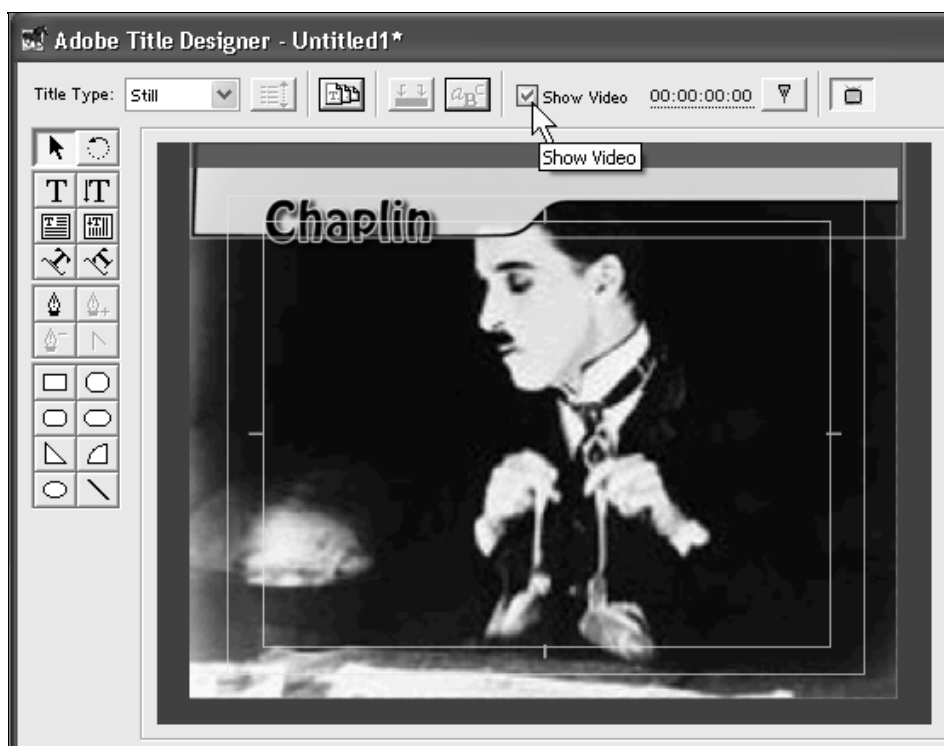 Adobe Title Designer - Untitled1*
Title Type: Still Show Video 00:00:00:00
Show Video
Chaplin